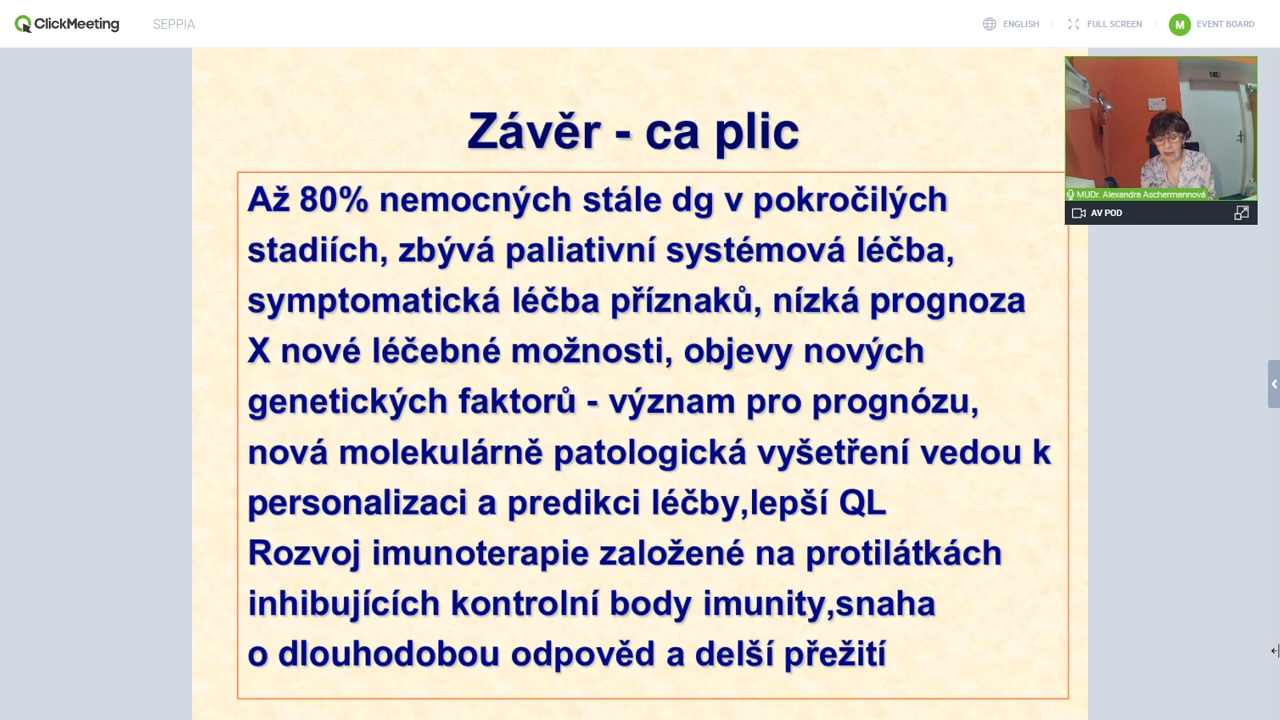 ClickMeeting
SEPPIA
ENGLISH
FULL SCREEN
M
EVENT BOARD
Závěr - ca plic
Až 80% nemocných stále dg v pokročilých
stadiích, zbývá paliativní systémová léčba,
symptomatická léčba příznaků, nízká prognoza
X nové léčebné možnosti, objevy nových
genetických faktorů - význam pro prognózu,
nová molekulárně patologická vyšetření vedou k
personalizaci a predikci léčby,lepší QL
Rozvoj imunoterapie založené na protilátkách
inhibujících kontrolní body imunity,snaha
o dlouhodobou odpověd a delší přežití
MUDr. Alexandra Aschermannová
AV POD